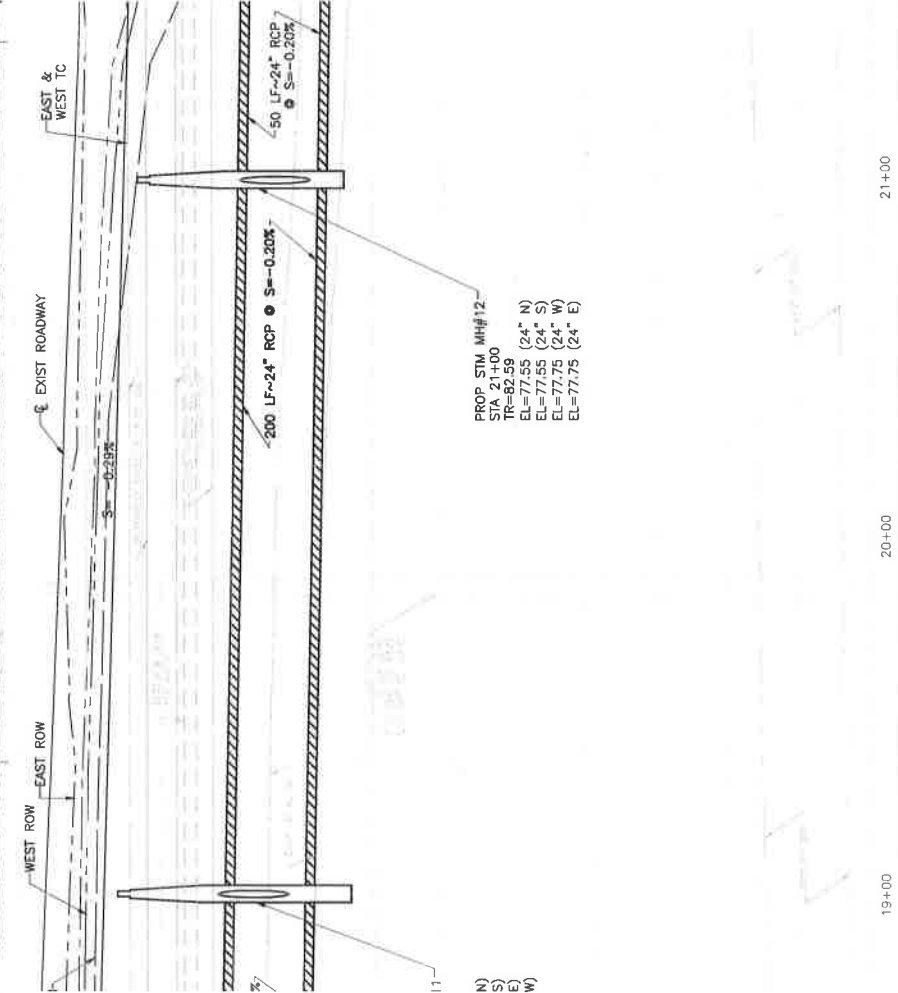 WEST ROW
EAST ROW
℄ EXIST ROADWAY
EAST &
WEST TC
S= -0.29%
200 LF~24" RCP @ S=-0.20%
50 LF~24" RCP
@ S=-0.20%
PROP STM MH#12
STA 21+00
TR=82.59
EL=77.55 (24" N)
EL=77.55 (24" S)
EL=77.75 (24" W)
EL=77.75 (24" E)
%
11
N)
S)
E)
W)
19+00
20+00
21+00